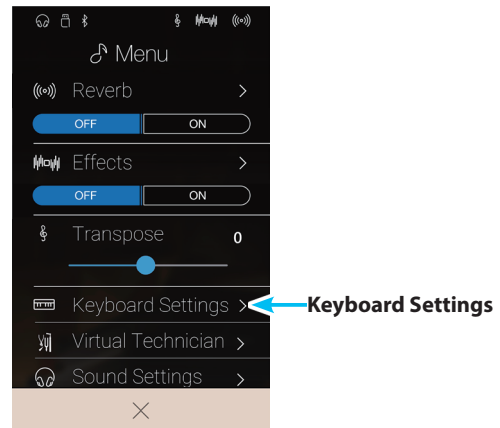 Menu
Reverb
OFF ON
Effects
OFF ON
Transpose 0
Keyboard Settings
Keyboard Settings
Virtual Technician
Sound Settings